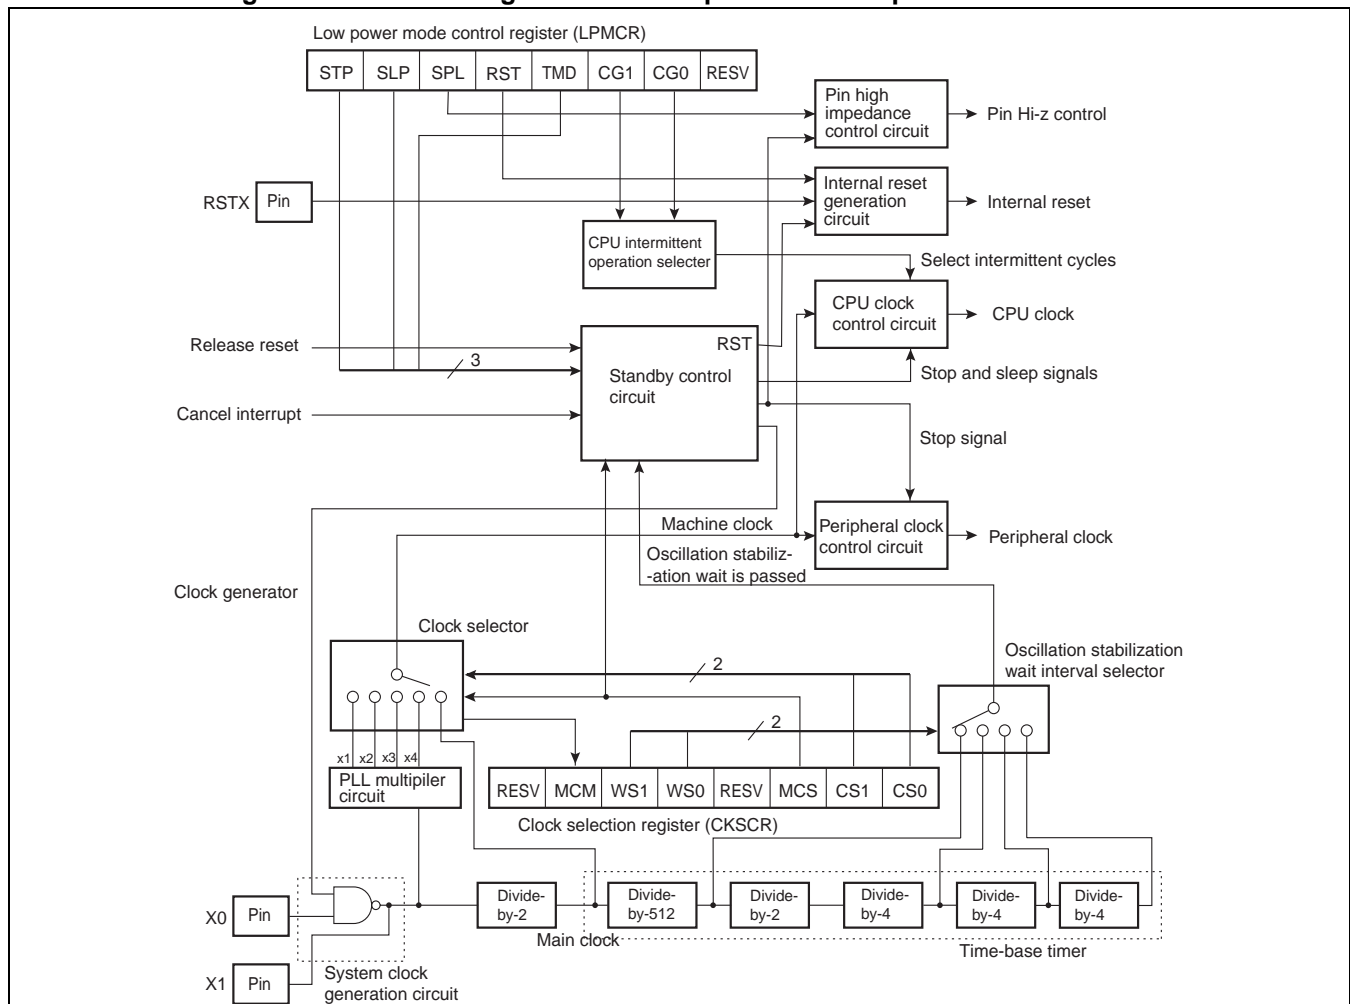 Low power mode control register (LPMCR)
STP SLP SPL RST TMD CG1 CG0 RESV
Pin high
impedance
control circuit
Pin Hi-z control
RSTX Pin
Internal reset
generation
circuit
Internal reset
CPU intermittent
operation selecter
Select intermittent cycles
CPU clock
control circuit
CPU clock
Release reset
RST
3
Standby control
circuit
Stop and sleep signals
Cancel interrupt
Stop signal
Machine clock
Peripheral clock
control circuit
Peripheral clock
Oscillation stabiliz-
-ation wait is passed
Clock generator
Clock selector
Oscillation stabilization
wait interval selector
2
2
x1 x2 x3 x4
PLL multipiler
circuit
RESV MCM WS1 WS0 RESV MCS CS1 CS0
Clock selection register (CKSCR)
X0 Pin
Divide-
by-2
Divide-
by-512
Divide-
by-2
Divide-
by-4
Divide-
by-4
Divide-
by-4
Main clock
Time-base timer
X1 Pin
System clock
generation circuit